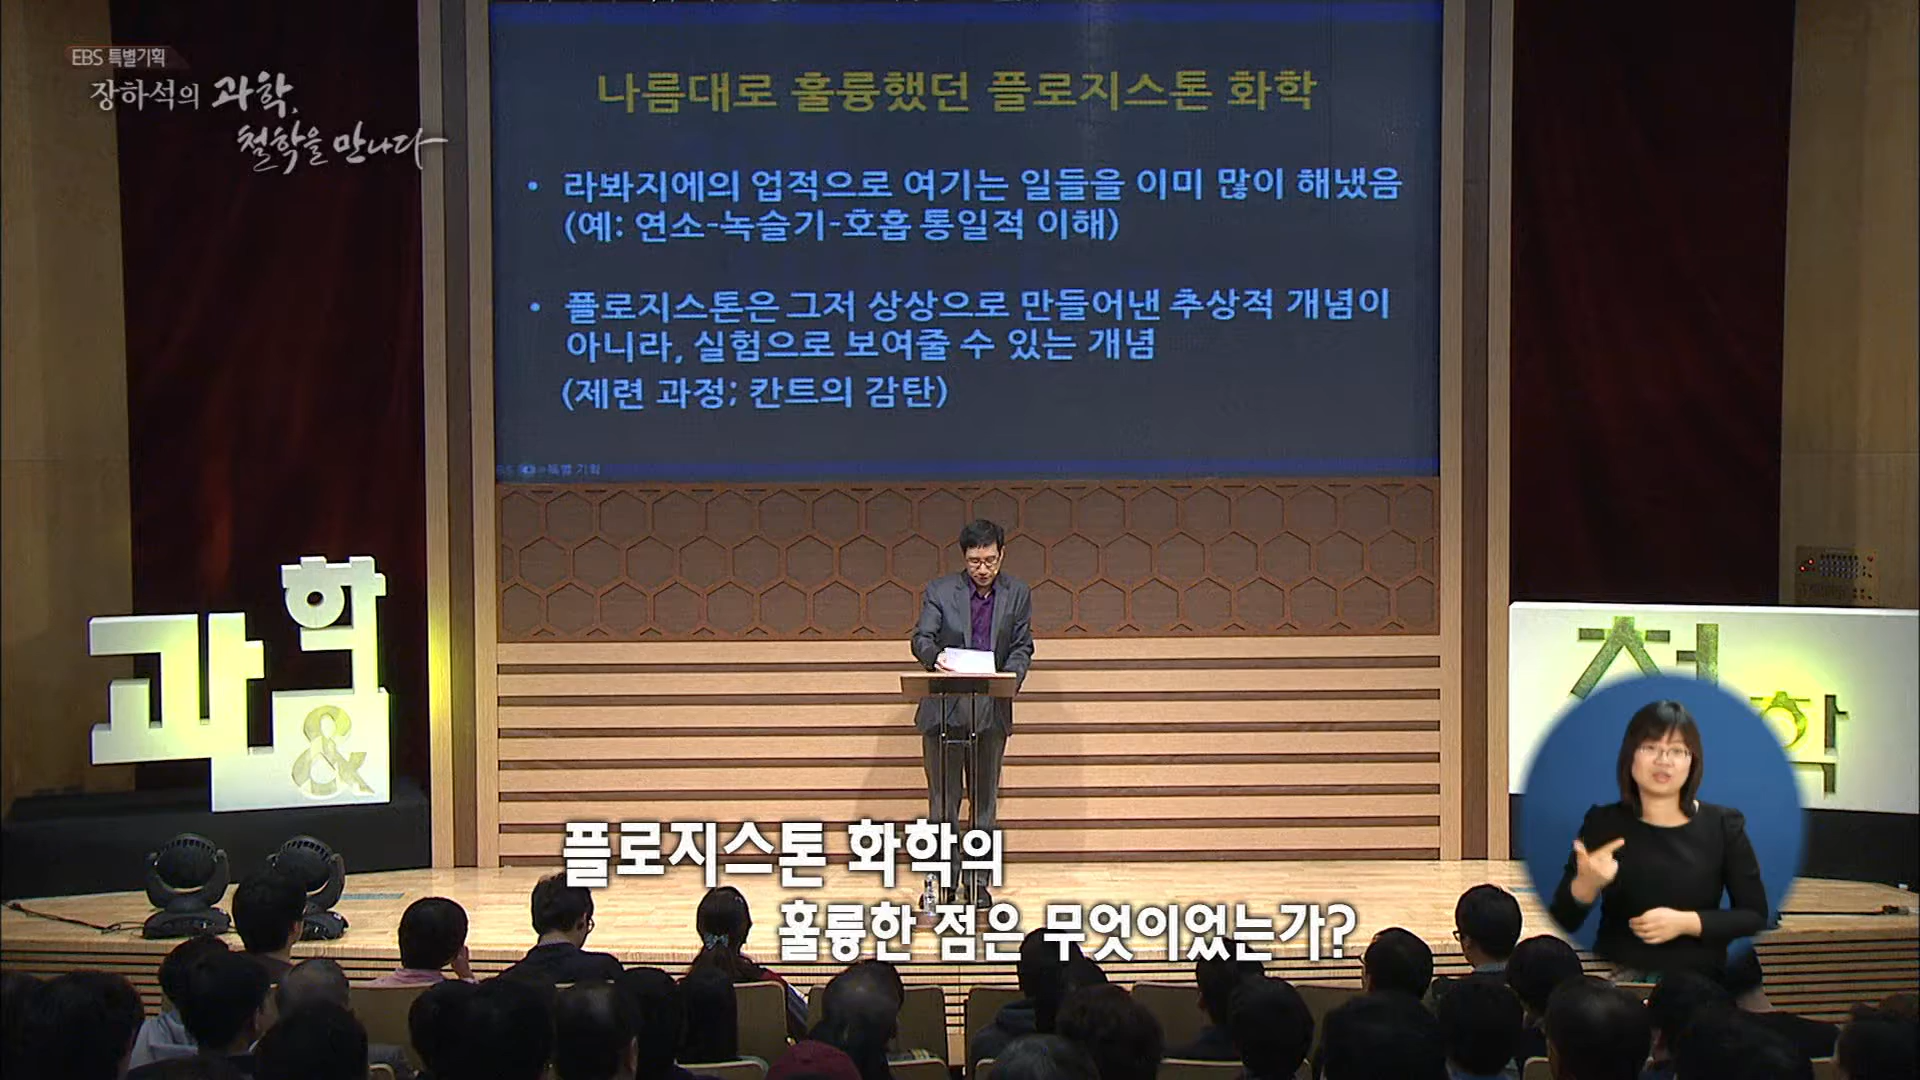 EBS 특별기획
장하석의 과학,
철학을 만나다
나름대로 훌륭했던 플로지스톤 화학
• 라봐지에의 업적으로 여기는 일들을 이미 많이 해냈음
(예: 연소-녹슬기-호흡 통일적 이해)
• 플로지스톤은 그저 상상으로 만들어낸 추상적 개념이
아니라, 실험으로 보여줄 수 있는 개념
(제련 과정; 칸트의 감탄)
특별 기획
과학
&
철학
플로지스톤 화학의
훌륭한 점은 무엇이었는가?